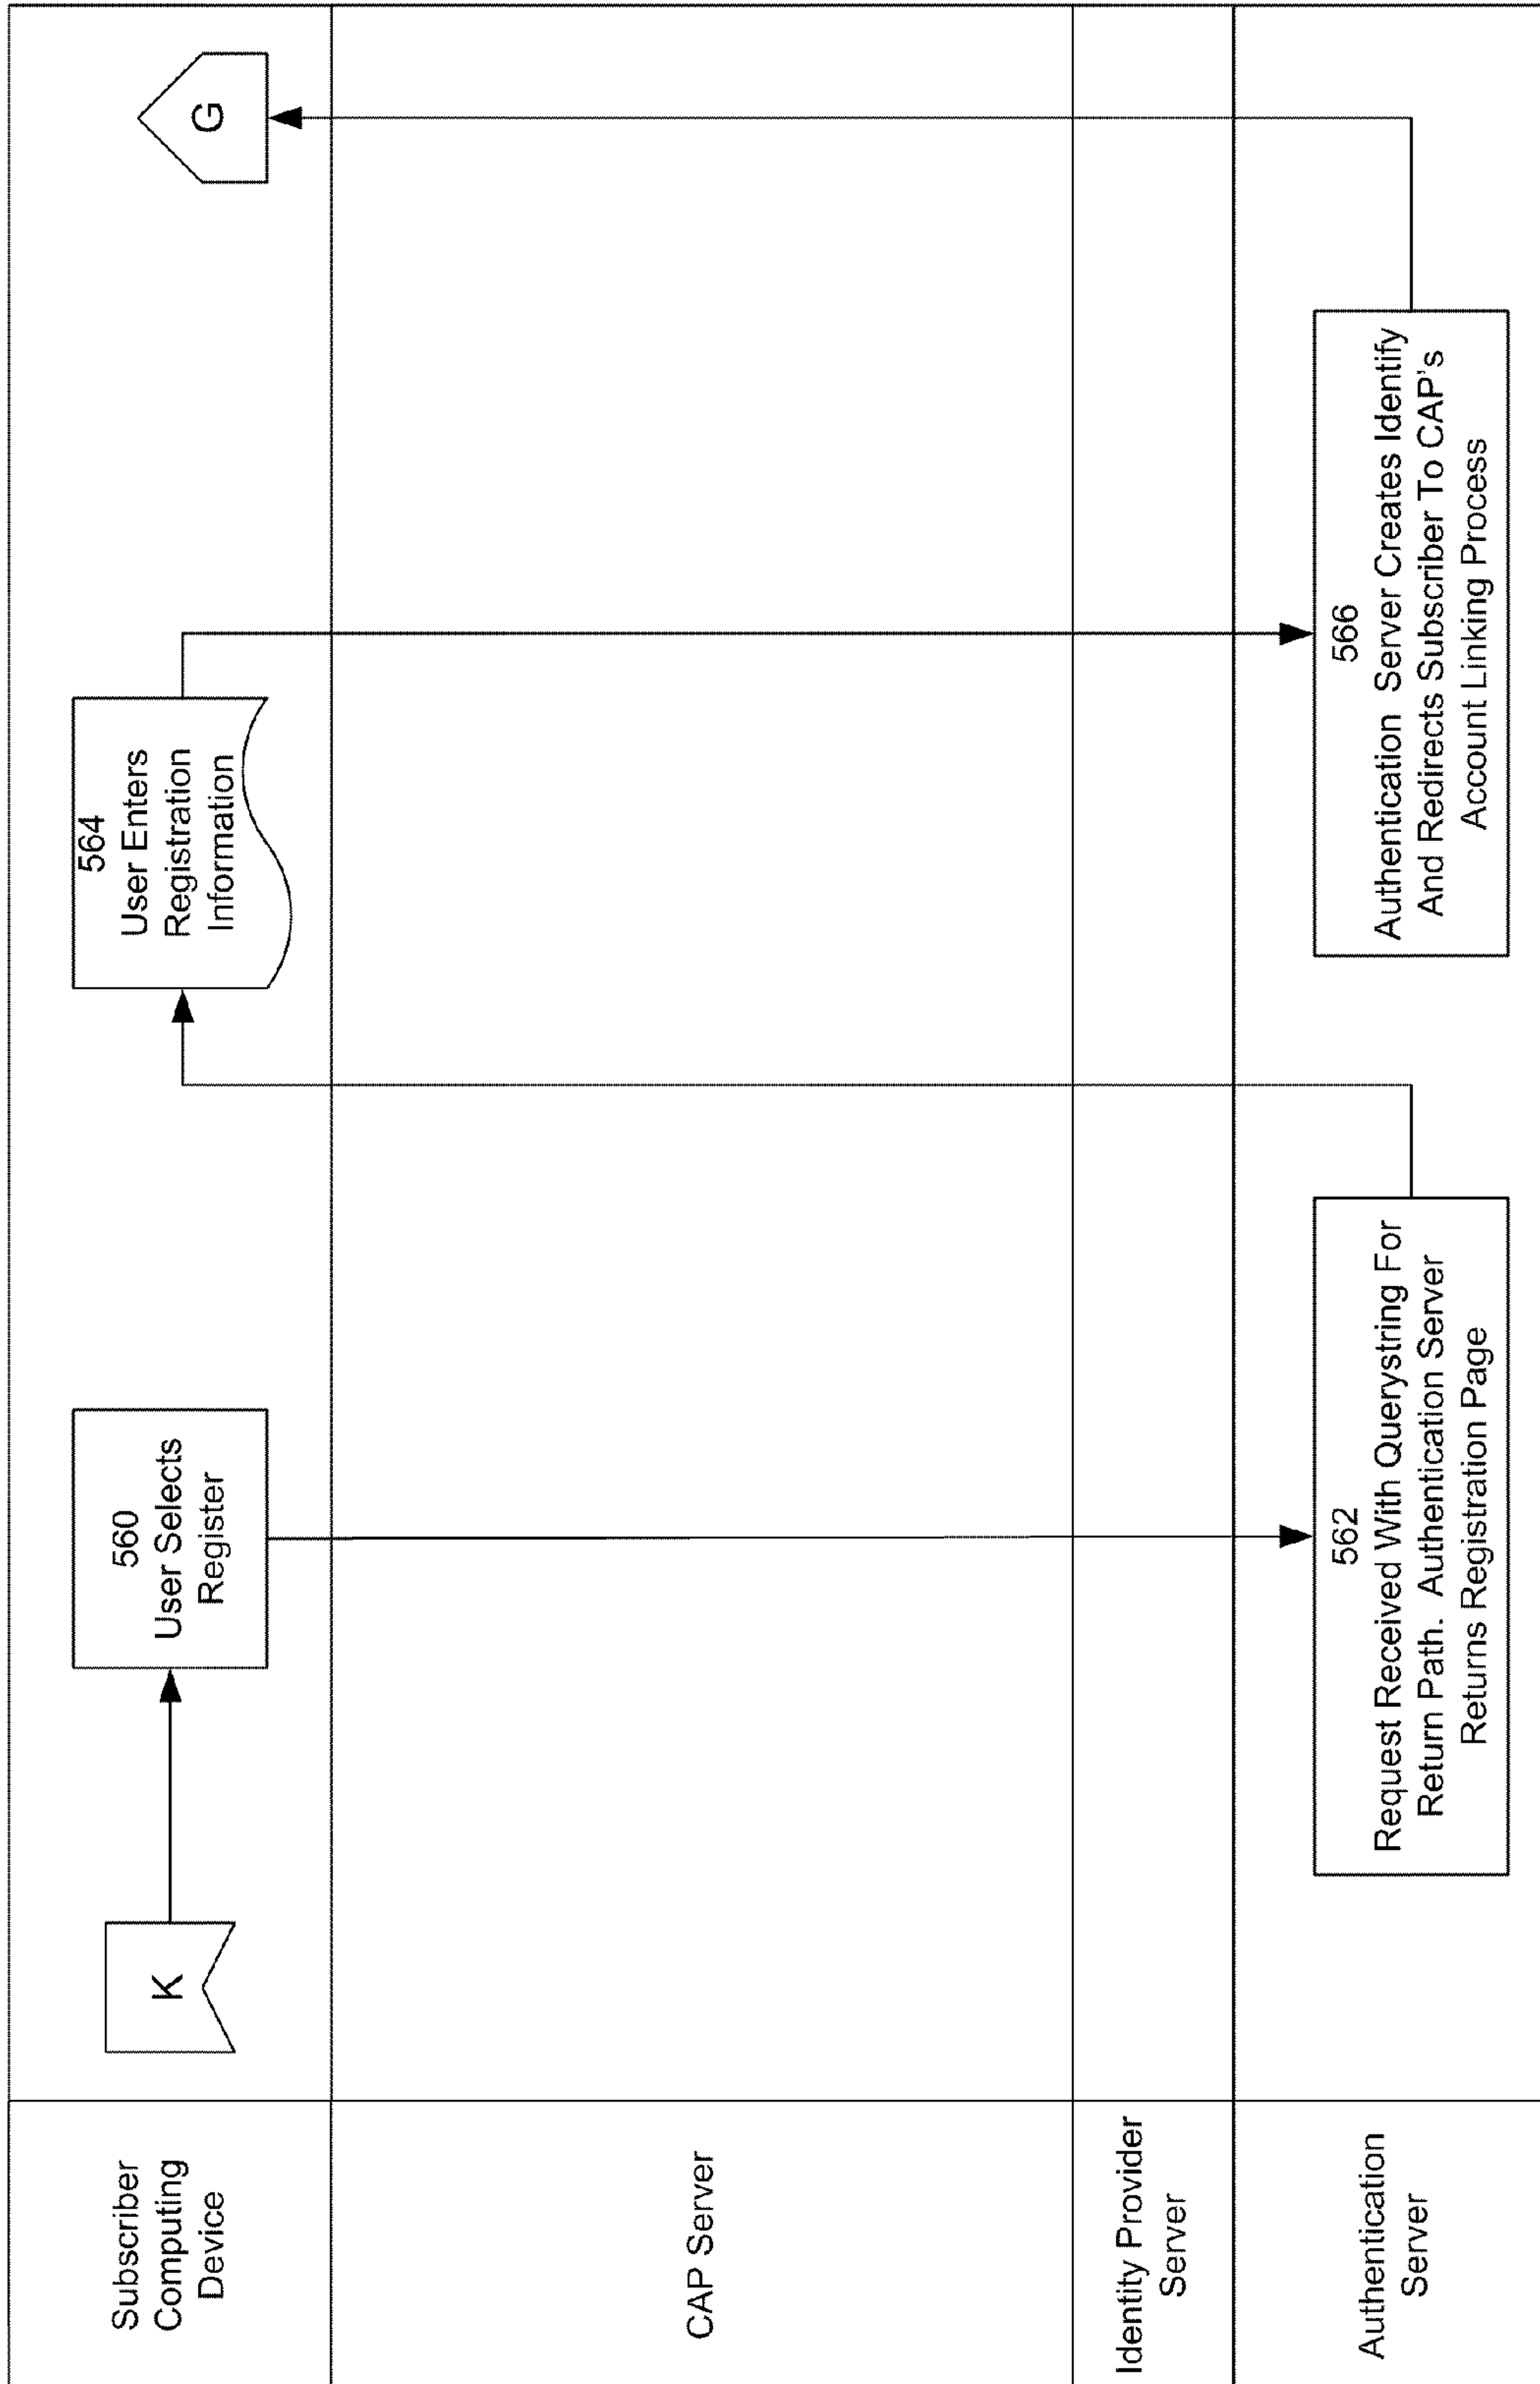 Subscriber
Computing
Device
K
560
User Selects
Register
564
User Enters
Registration
Information
G
CAP Server
Identity Provider
Server
Authentication
Server
562
Request Received With Querystring For
Return Path. Authentication Server
Returns Registration Page
566
Authentication Server Creates Identify
And Redirects Subscriber To CAP's
Account Linking Process